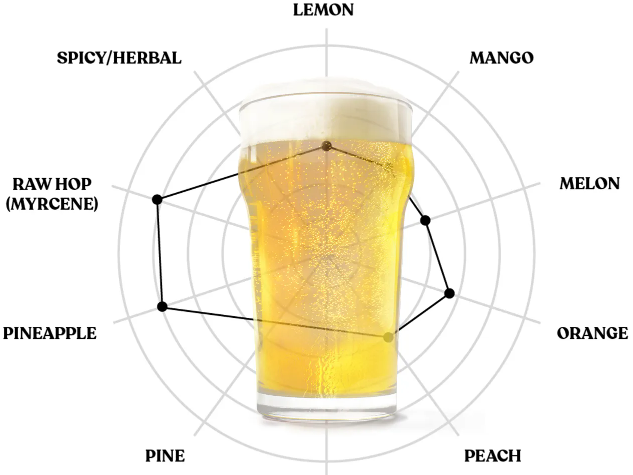 LEMON
MANGO
MELON
ORANGE
PEACH
PINE
PINEAPPLE
RAW HOP
(MYRCENE)
SPICY/HERBAL